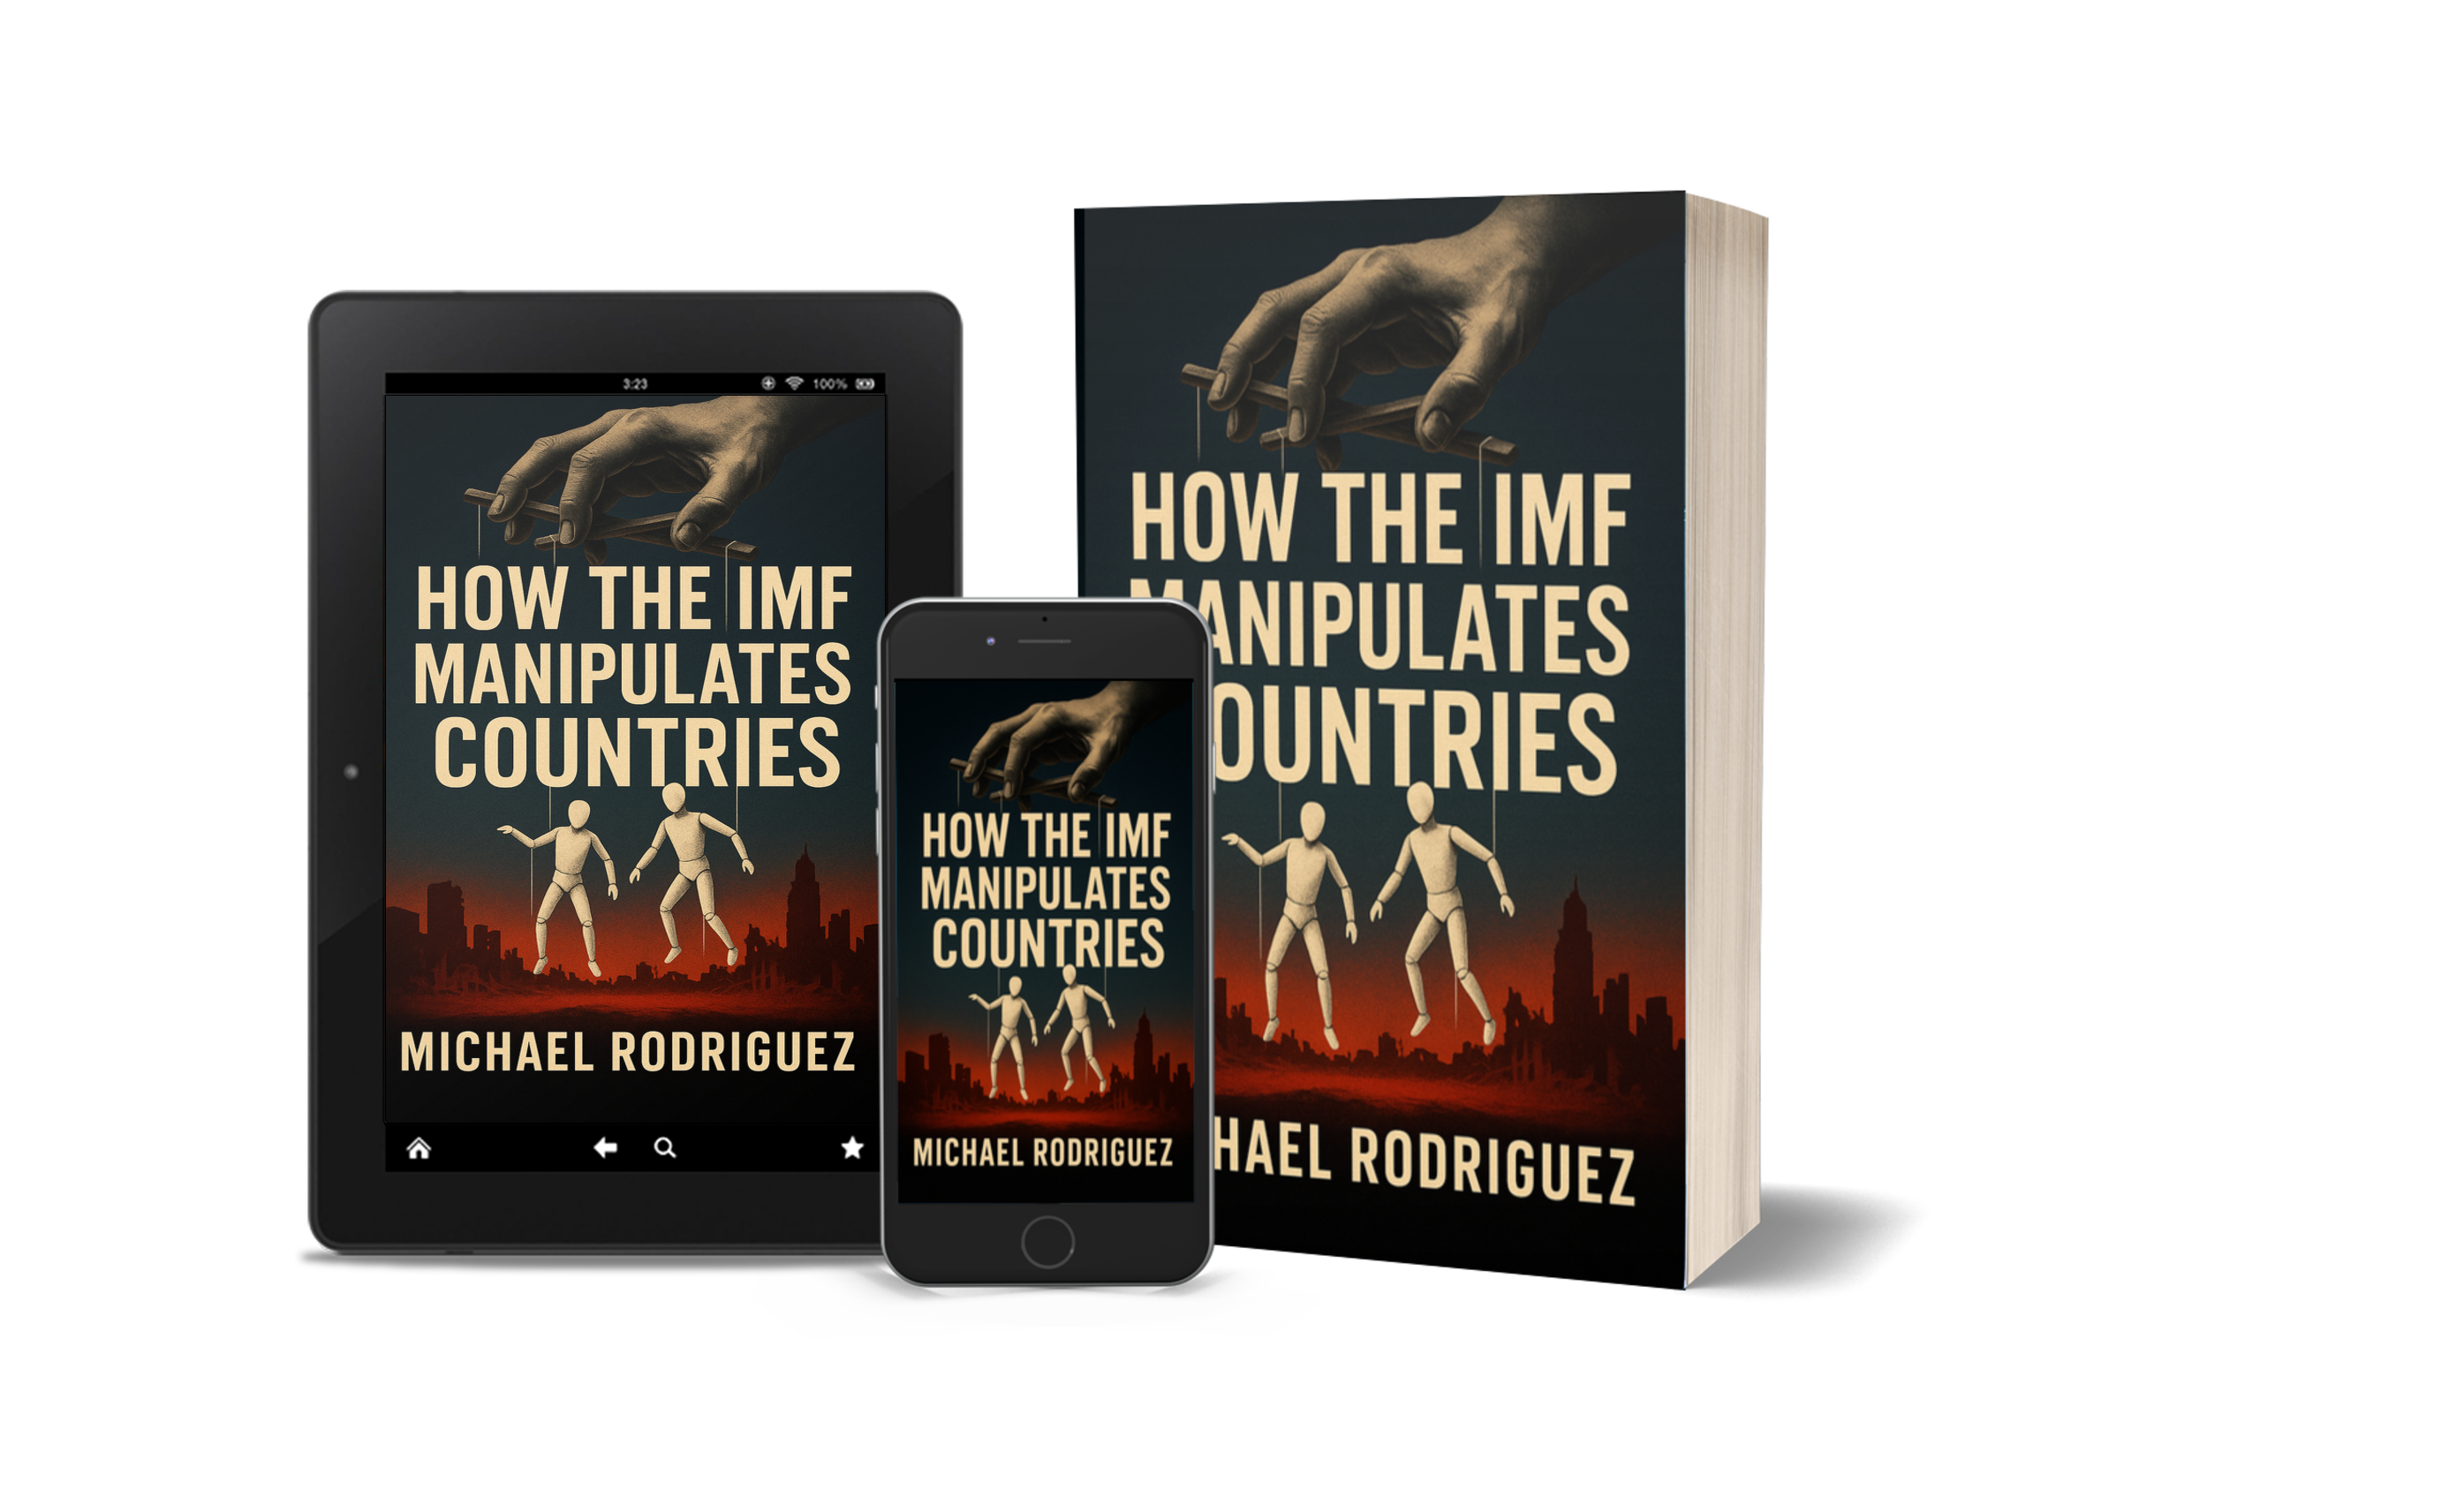 3:23
100%
HOW THE IMF
MANIPULATES
COUNTRIES
MICHAEL RODRIGUEZ
HOW THE IMF
MANIPULATES
COUNTRIES
MICHAEL RODRIGUEZ
HOW THE IMF
MANIPULATES
OUNTRIES
HAEL RODRIGUEZ